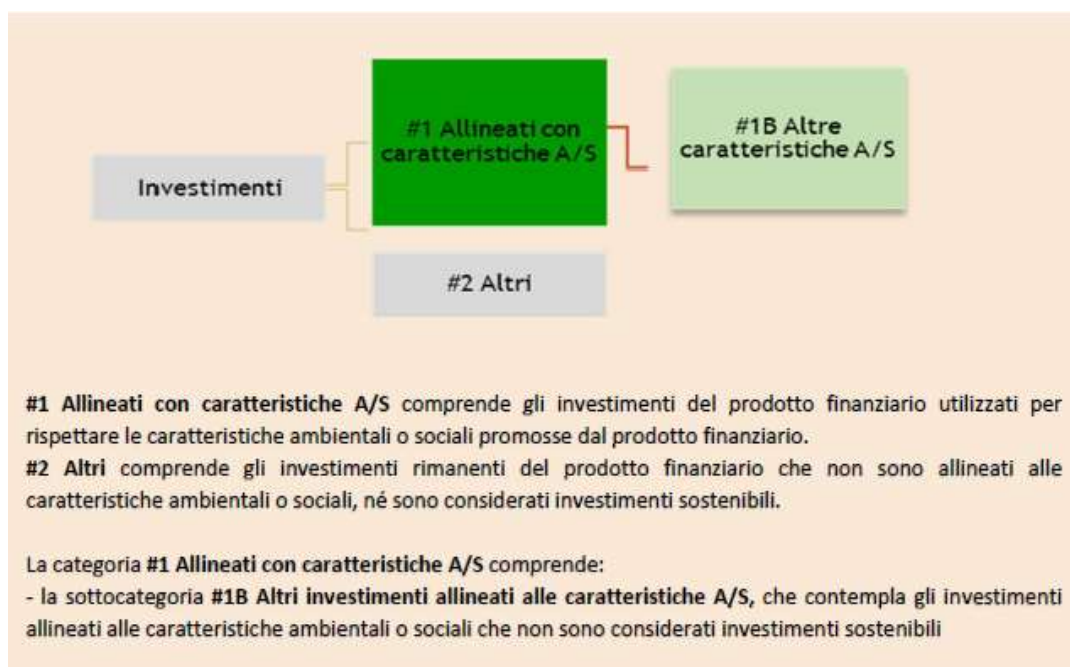 #1 Allineati con
caratteristiche A/S
#1B Altre
caratteristiche A/S
Investimenti
#2 Altri
#1 Allineati con caratteristiche A/S comprende gli investimenti del prodotto finanziario utilizzati per
rispettare le caratteristiche ambientali o sociali promosse dal prodotto finanziario.
#2 Altri comprende gli investimenti rimanenti del prodotto finanziario che non sono allineati alle
caratteristiche ambientali o sociali, né sono considerati investimenti sostenibili.
La categoria #1 Allineati con caratteristiche A/S comprende:
- la sottocategoria #1B Altri investimenti allineati alle caratteristiche A/S, che contempla gli investimenti
allineati alle caratteristiche ambientali o sociali che non sono considerati investimenti sostenibili